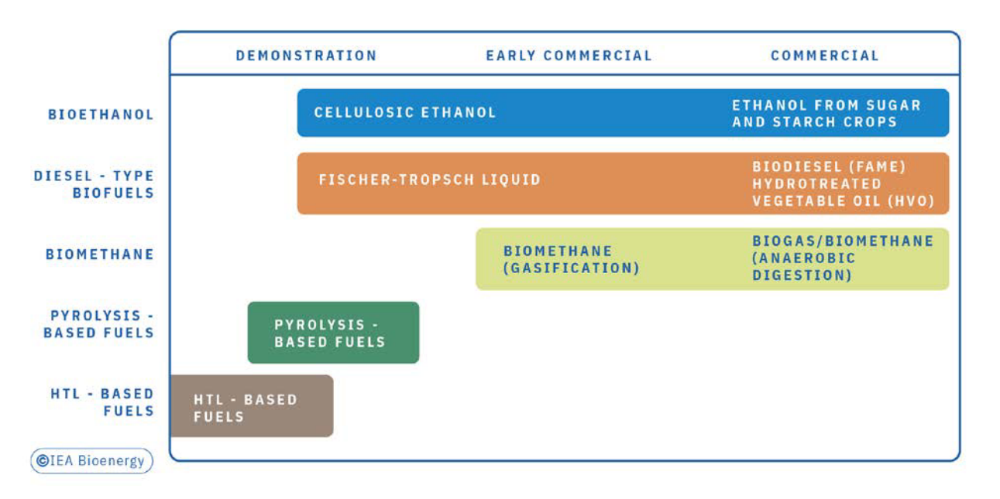 DEMONSTRATION EARLY COMMERCIAL COMMERCIAL
BIOETHANOL
CELLULOSIC ETHANOL
ETHANOL FROM SUGAR
AND STARCH CROPS
DIESEL - TYPE
BIOFUELS
FISCHER-TROPSCH LIQUID
BIODIESEL (FAME)
HYDROTREATED
VEGETABLE OIL (HVO)
BIOMETHANE
BIOMETHANE
(GASIFICATION)
BIOGAS/BIOMETHANE
(ANAEROBIC
DIGESTION)
PYROLYSIS -
BASED FUELS
PYROLYSIS -
BASED FUELS
HTL - BASED
FUELS
HTL - BASED
FUELS
©IEA Bioenergy